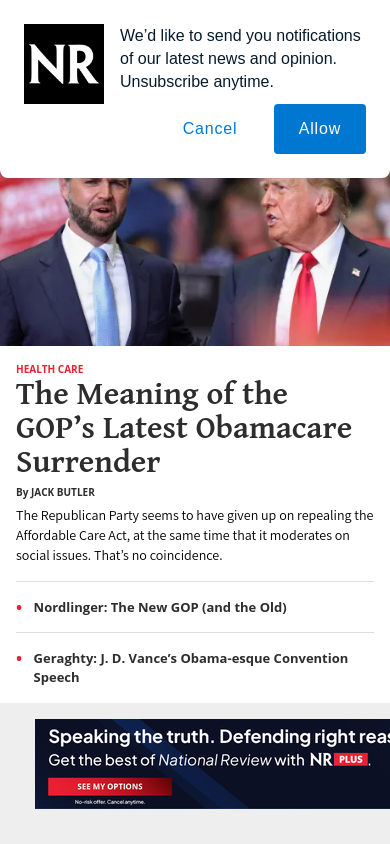 NR
We’d like to send you notifications
of our latest news and opinion.
Unsubscribe anytime.
Cancel
Allow
HEALTH CARE
The Meaning of the
GOP’s Latest Obamacare
Surrender
By JACK BUTLER
The Republican Party seems to have given up on repealing the
Affordable Care Act, at the same time that it moderates on
social issues. That’s no coincidence.
• Nordlinger: The New GOP (and the Old)
• Geraghty: J. D. Vance’s Obama-esque Convention
Speech
Speaking the truth. Defending right reas
Get the best of National Review with NR PLUS.
SEE MY OPTIONS
No-risk offer. Cancel anytime.